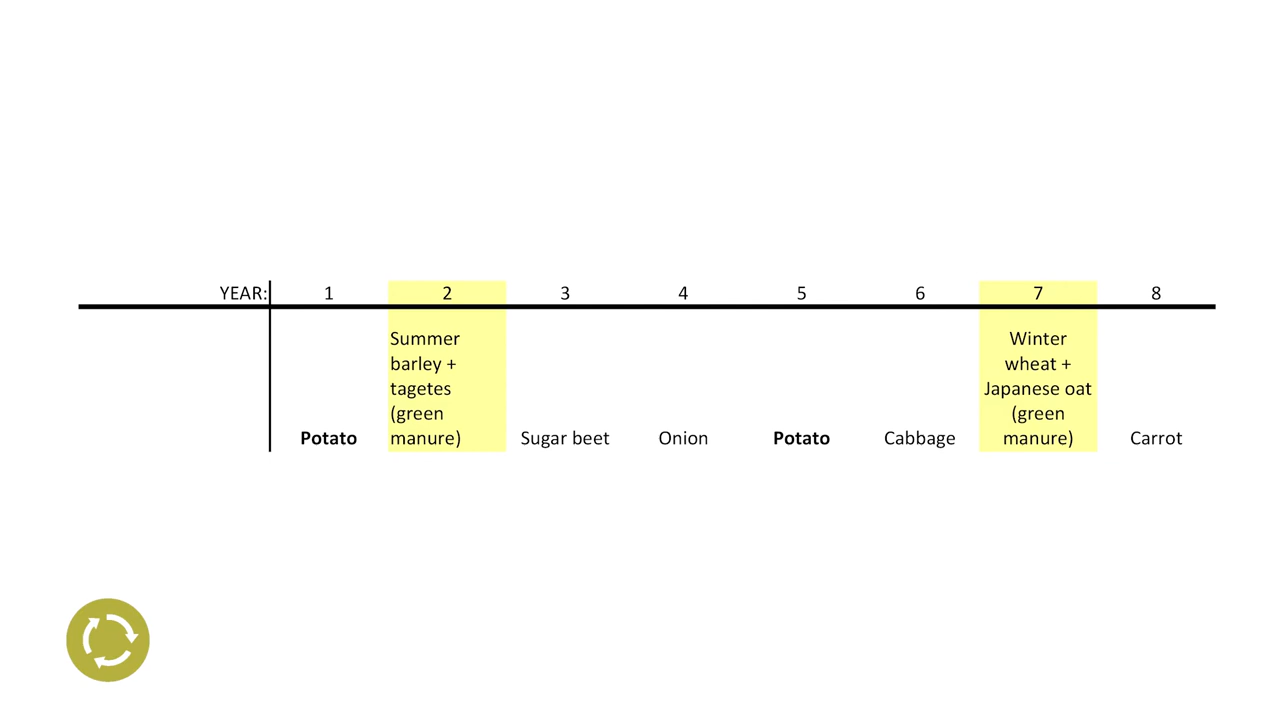 YEAR: 1 2 3 4 5 6 7 8
Summer
barley +
tagetes
(green
manure)
Winter
wheat +
Japanese oat
(green
manure)
Potato
Sugar beet
Onion
Potato
Cabbage
Carrot